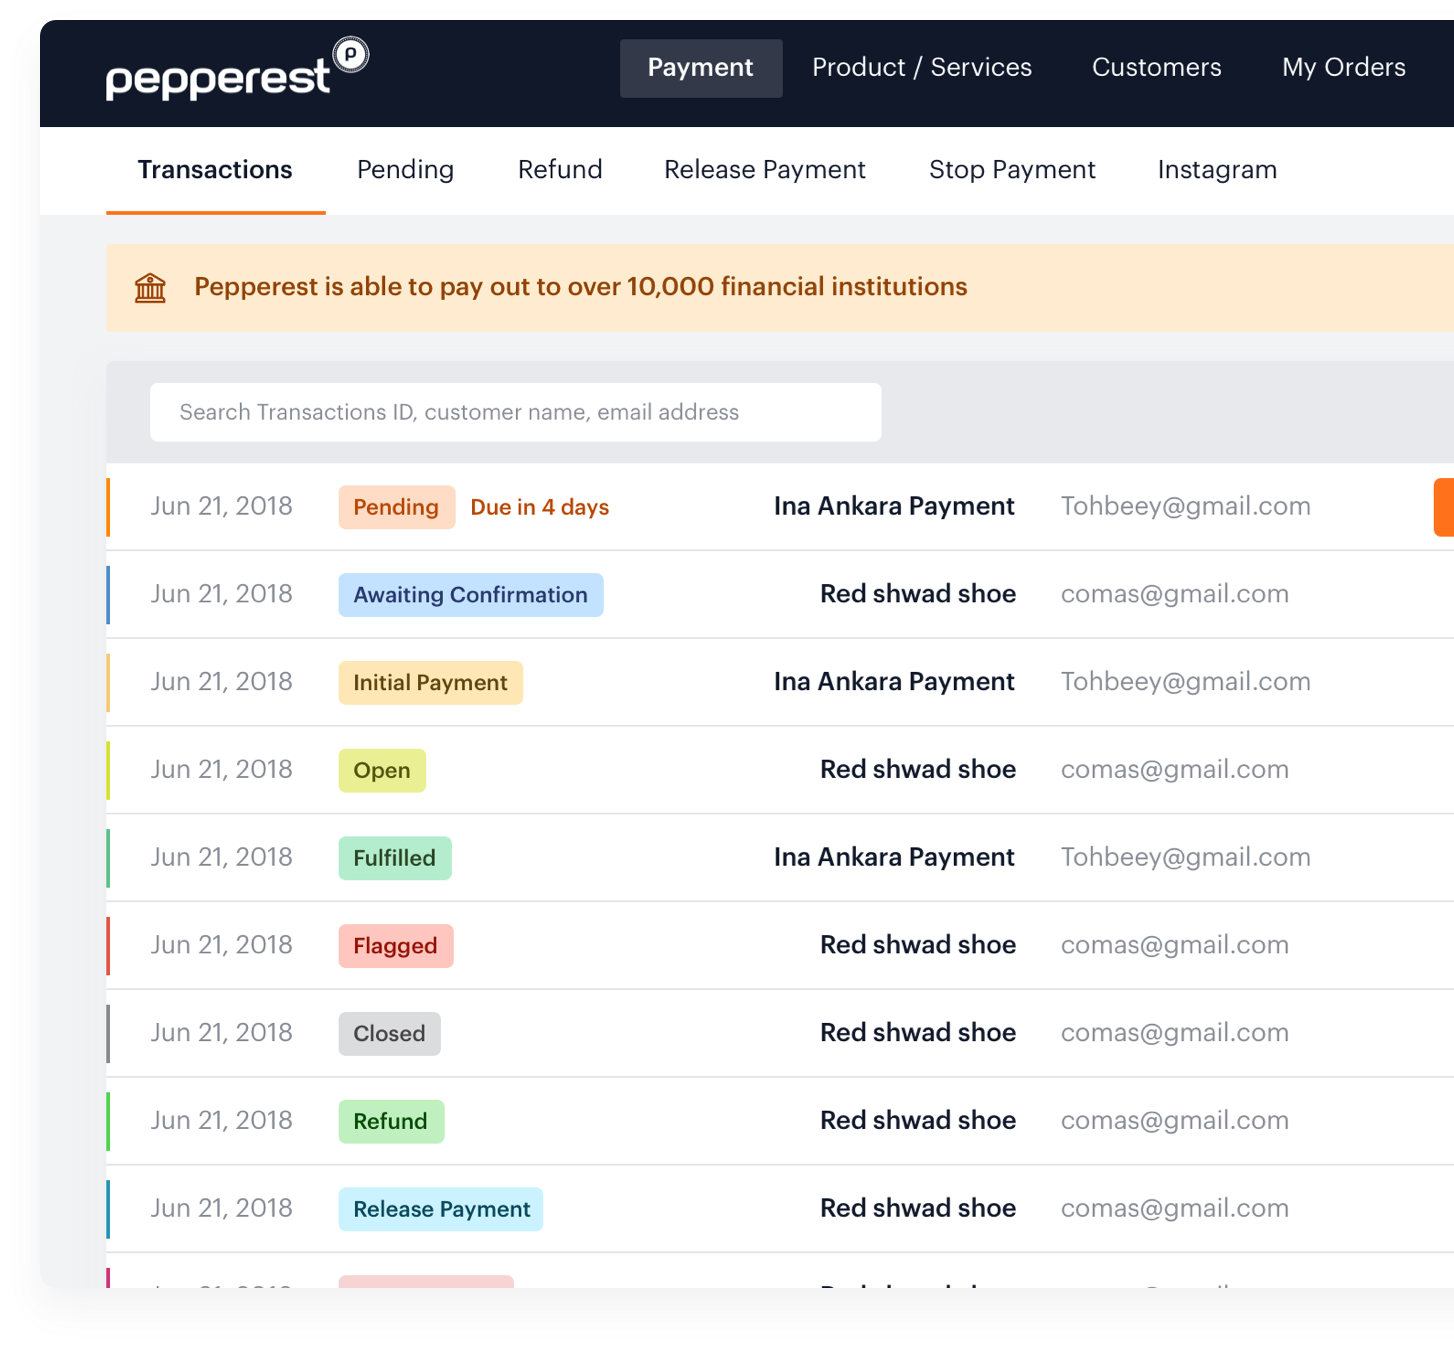 pepperest P
Payment Product / Services Customers My Orders
Transactions Pending Refund Release Payment Stop Payment Instagram
Pepperest is able to pay out to over 10,000 financial institutions
Search Transactions ID, customer name, email address
Jun 21, 2018 Pending Due in 4 days Ina Ankara Payment Tohbeey@gmail.com
Jun 21, 2018 Awaiting Confirmation Red shwad shoe comas@gmail.com
Jun 21, 2018 Initial Payment Ina Ankara Payment Tohbeey@gmail.com
Jun 21, 2018 Open Red shwad shoe comas@gmail.com
Jun 21, 2018 Fulfilled Ina Ankara Payment Tohbeey@gmail.com
Jun 21, 2018 Flagged Red shwad shoe comas@gmail.com
Jun 21, 2018 Closed Red shwad shoe comas@gmail.com
Jun 21, 2018 Refund Red shwad shoe comas@gmail.com
Jun 21, 2018 Release Payment Red shwad shoe comas@gmail.com